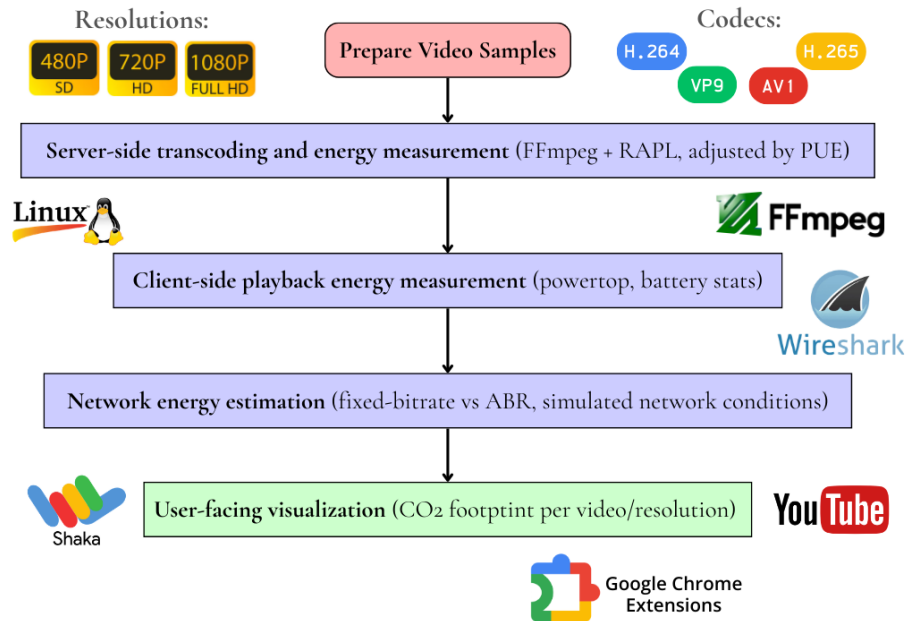 Resolutions:
480P
SD
720P
HD
1080P
FULL HD
Prepare Video Samples
Codecs:
H.264
H.265
VP9
AV1
Server-side transcoding and energy measurement (FFmpeg + RAPL, adjusted by PUE)
Linux
FFmpeg
Client-side playback energy measurement (powertop, battery stats)
Wireshark
Network energy estimation (fixed-bitrate vs ABR, simulated network conditions)
Shaka
User-facing visualization (CO2 footptint per video/resolution)
YouTube
Google Chrome
Extensions